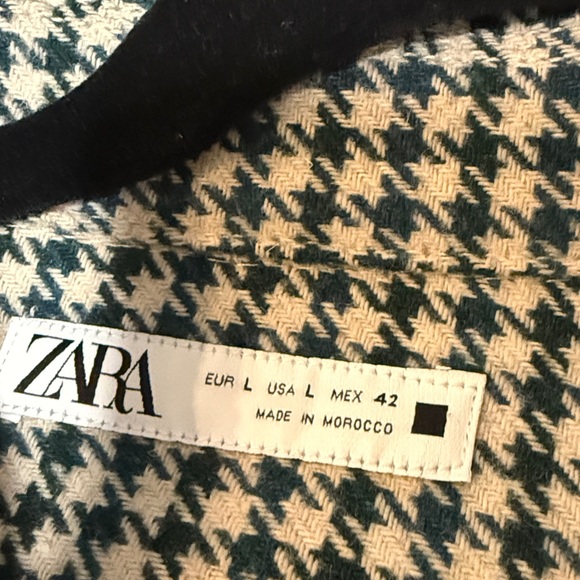 ZARA
EUR L USA L MEX 42
MADE IN MOROCCO